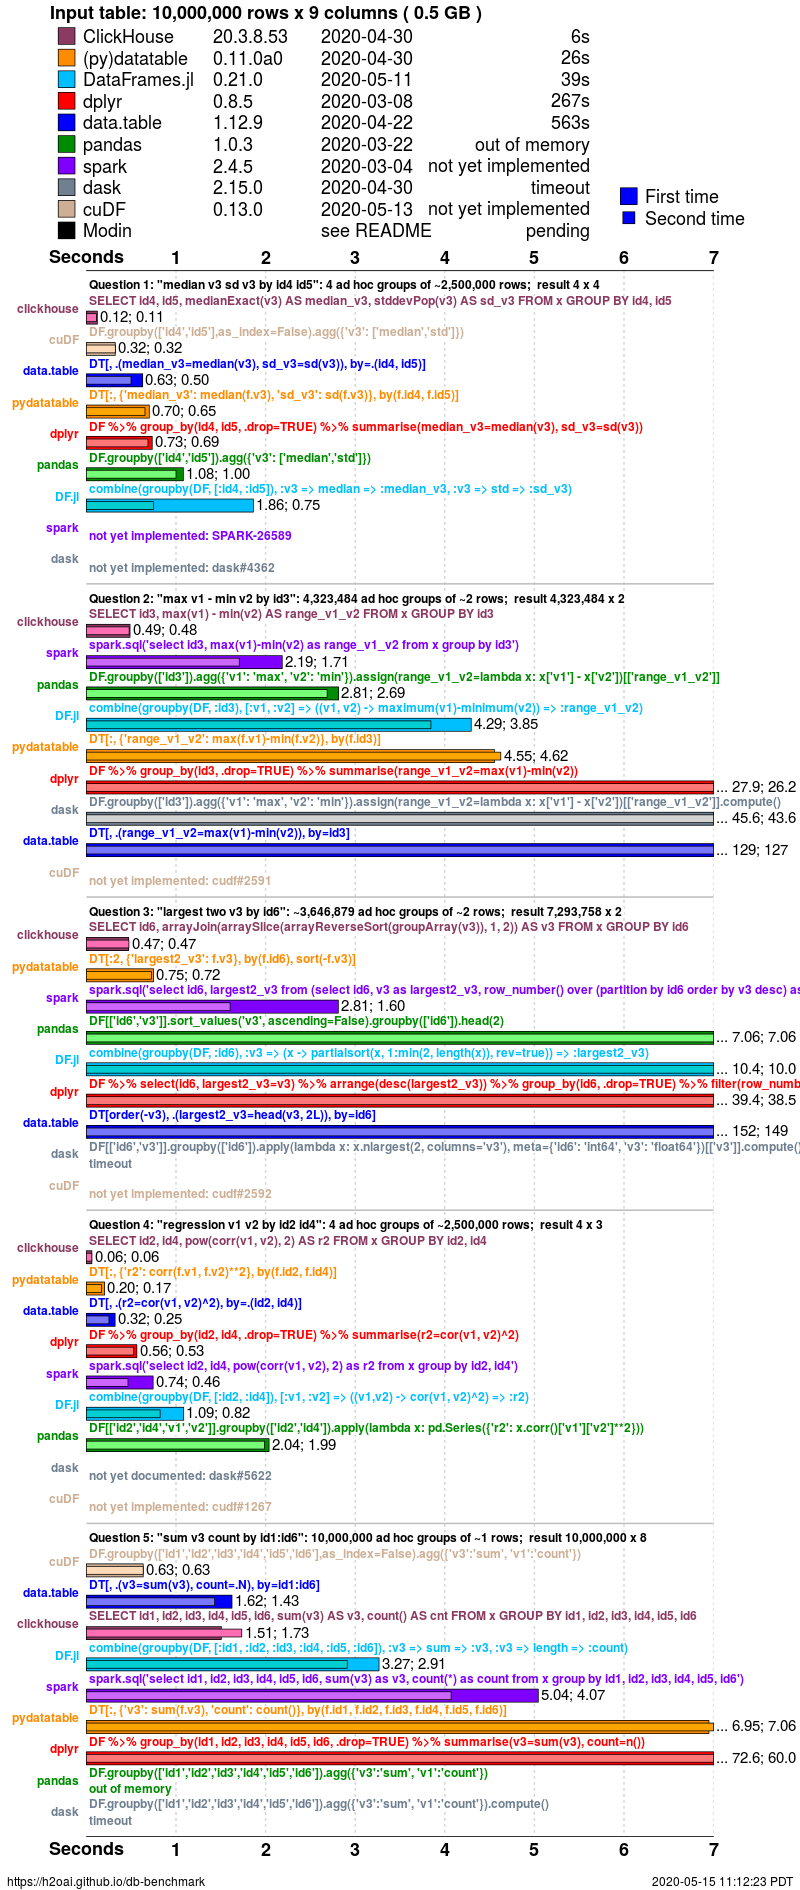 Input table: 10,000,000 rows x 9 columns ( 0.5 GB )
ClickHouse 20.3.8.53 2020-04-30 6s
(py)datatable 0.11.0a0 2020-04-30 26s
DataFrames.jl 0.21.0 2020-05-11 39s
dplyr 0.8.5 2020-03-08 267s
data.table 1.12.9 2020-04-22 563s
pandas 1.0.3 2020-03-22 out of memory
spark 2.4.5 2020-03-04 not yet implemented
dask 2.15.0 2020-04-30 timeout
cuDF 0.13.0 2020-05-13 not yet implemented
Modin see README pending
First time
Second time
Seconds 1 2 3 4 5 6 7
Question 1: "median v3 sd v3 by id4 id5": 4 ad hoc groups of ~2,500,000 rows; result 4 x 4
SELECT id4, id5, medianExact(v3) AS median_v3, stddevPop(v3) AS sd_v3 FROM x GROUP BY id4, id5
clickhouse 0.12; 0.11
DF.groupby(['id4','id5'],as_index=False).agg({'v3': ['median','std']})
cuDF 0.32; 0.32
DT[, .(median_v3=median(v3), sd_v3=sd(v3)), by=.(id4, id5)]
data.table 0.63; 0.50
DT[:, {'median_v3': median(f.v3), 'sd_v3': sd(f.v3)}, by(f.id4, f.id5)]
pydatatable 0.70; 0.65
DF %>% group_by(id4, id5, .drop=TRUE) %>% summarise(median_v3=median(v3), sd_v3=sd(v3))
dplyr 0.73; 0.69
DF.groupby(['id4','id5']).agg({'v3': ['median','std']})
pandas 1.08; 1.00
combine(groupby(DF, [:id4, :id5]), :v3 => median => :median_v3, :v3 => std => :sd_v3)
DF.jl 1.86; 0.75
spark not yet implemented: SPARK-26589
dask not yet implemented: dask#4362
Question 2: "max v1 - min v2 by id3": 4,323,484 ad hoc groups of ~2 rows; result 4,323,484 x 2
SELECT id3, max(v1) - min(v2) AS range_v1_v2 FROM x GROUP BY id3
clickhouse 0.49; 0.48
spark.sql('select id3, max(v1)-min(v2) as range_v1_v2 from x group by id3')
spark 2.19; 1.71
DF.groupby(['id3']).agg({'v1': 'max', 'v2': 'min'}).assign(range_v1_v2=lambda x: x['v1'] - x['v2'])[['range_v1_v2']]
pandas 2.81; 2.69
combine(groupby(DF, :id3), [:v1, :v2] => ((v1, v2) -> maximum(v1)-minimum(v2)) => :range_v1_v2)
DF.jl 4.29; 3.85
DT[:, {'range_v1_v2': max(f.v1)-min(f.v2)}, by(f.id3)]
pydatatable 4.55; 4.62
DF %>% group_by(id3, .drop=TRUE) %>% summarise(range_v1_v2=max(v1)-min(v2))
dplyr ... 27.9; 26.2
DF.groupby(['id3']).agg({'v1': 'max', 'v2': 'min'}).assign(range_v1_v2=lambda x: x['v1'] - x['v2'])[['range_v1_v2']].compute()
dask ... 45.6; 43.6
DT[, .(range_v1_v2=max(v1)-min(v2)), by=id3]
data.table ... 129; 127
cuDF not yet implemented: cudf#2591
Question 3: "largest two v3 by id6": ~3,646,879 ad hoc groups of ~2 rows; result 7,293,758 x 2
SELECT id6, arrayJoin(arraySlice(arrayReverseSort(groupArray(v3)), 1, 2)) AS v3 FROM x GROUP BY id6
clickhouse 0.47; 0.47
DT[:2, {'largest2_v3': f.v3}, by(f.id6), sort(-f.v3)]
pydatatable 0.75; 0.72
spark.sql('select id6, largest2_v3 from (select id6, v3 as largest2_v3, row_number() over (partition by id6 order by v3 desc) as
spark 2.81; 1.60
DF[['id6','v3']].sort_values('v3', ascending=False).groupby(['id6']).head(2)
pandas ... 7.06; 7.06
combine(groupby(DF, :id6), :v3 => (x -> partialsort(x, 1:min(2, length(x)), rev=true)) => :largest2_v3)
DF.jl ... 10.4; 10.0
DF %>% select(id6, largest2_v3=v3) %>% arrange(desc(largest2_v3)) %>% group_by(id6, .drop=TRUE) %>% filter(row_numb
dplyr ... 39.4; 38.5
DT[order(-v3), .(largest2_v3=head(v3, 2L)), by=id6]
data.table ... 152; 149
DF[['id6','v3']].groupby(['id6']).apply(lambda x: x.nlargest(2, columns='v3'), meta={'id6': 'int64', 'v3': 'float64'})[['v3']].compute()
dask timeout
cuDF not yet implemented: cudf#2592
Question 4: "regression v1 v2 by id2 id4": 4 ad hoc groups of ~2,500,000 rows; result 4 x 3
SELECT id2, id4, pow(corr(v1, v2), 2) AS r2 FROM x GROUP BY id2, id4
clickhouse 0.06; 0.06
DT[:, {'r2': corr(f.v1, f.v2)**2}, by(f.id2, f.id4)]
pydatatable 0.20; 0.17
DT[, .(r2=cor(v1, v2)^2), by=.(id2, id4)]
data.table 0.32; 0.25
DF %>% group_by(id2, id4, .drop=TRUE) %>% summarise(r2=cor(v1, v2)^2)
dplyr 0.56; 0.53
spark.sql('select id2, id4, pow(corr(v1, v2), 2) as r2 from x group by id2, id4')
spark 0.74; 0.46
combine(groupby(DF, [:id2, :id4]), [:v1, :v2] => ((v1,v2) -> cor(v1, v2)^2) => :r2)
DF.jl 1.09; 0.82
DF[['id2','id4','v1','v2']].groupby(['id2','id4']).apply(lambda x: pd.Series({'r2': x.corr()['v1']['v2']**2}))
pandas 2.04; 1.99
dask not yet documented: dask#5622
cuDF not yet implemented: cudf#1267
Question 5: "sum v3 count by id1:id6": 10,000,000 ad hoc groups of ~1 rows; result 10,000,000 x 8
DF.groupby(['id1','id2','id3','id4','id5','id6'],as_index=False).agg({'v3':'sum', 'v1':'count'})
cuDF 0.63; 0.63
DT[, .(v3=sum(v3), count=.N), by=id1:id6]
data.table 1.62; 1.43
SELECT id1, id2, id3, id4, id5, id6, sum(v3) AS v3, count() AS cnt FROM x GROUP BY id1, id2, id3, id4, id5, id6
clickhouse 1.51; 1.73
combine(groupby(DF, [:id1, :id2, :id3, :id4, :id5, :id6]), :v3 => sum => :v3, :v3 => length => :count)
DF.jl 3.27; 2.91
spark.sql('select id1, id2, id3, id4, id5, id6, sum(v3) as v3, count(*) as count from x group by id1, id2, id3, id4, id5, id6')
spark 5.04; 4.07
DT[:, {'v3': sum(f.v3), 'count': count()}, by(f.id1, f.id2, f.id3, f.id4, f.id5, f.id6)]
pydatatable ... 6.95; 7.06
DF %>% group_by(id1, id2, id3, id4, id5, id6, .drop=TRUE) %>% summarise(v3=sum(v3), count=n())
dplyr ... 72.6; 60.0
DF.groupby(['id1','id2','id3','id4','id5','id6']).agg({'v3':'sum', 'v1':'count'})
pandas out of memory
DF.groupby(['id1','id2','id3','id4','id5','id6']).agg({'v3':'sum', 'v1':'count'}).compute()
dask timeout
Seconds 1 2 3 4 5 6 7
https://h2oai.github.io/db-benchmark 2020-05-15 11:12:23 PDT